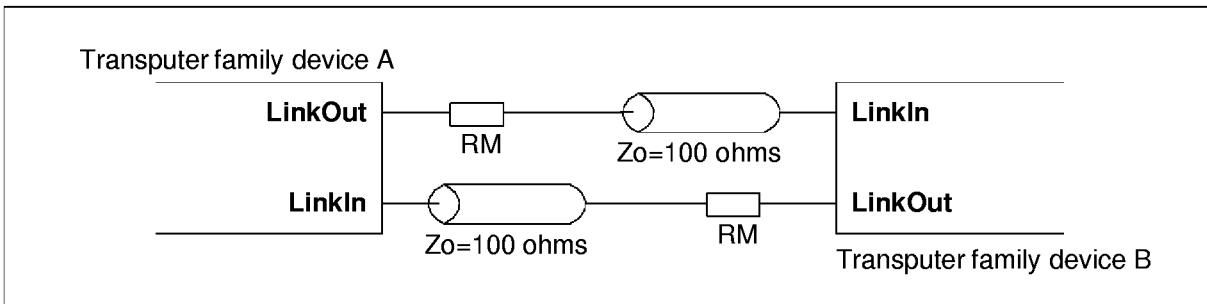 Transputer family device A
LinkOut
LinkIn
RM
Zo=100 ohms
LinkIn
LinkOut
Zo=100 ohms
RM
Transputer family device B